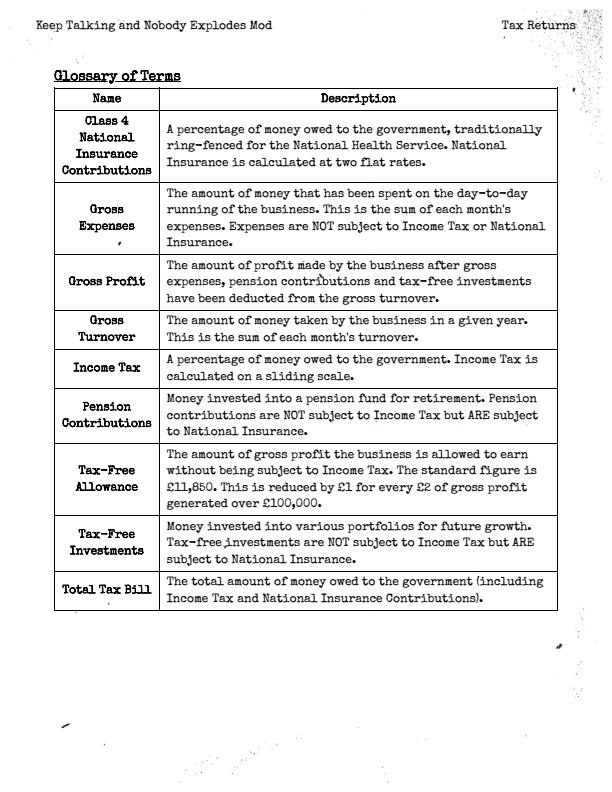 Keep Talking and Nobody Explodes Mod
Tax Returns
Glossary of Terms
Name
Description
Class 4
National
Insurance
Contributions
A percentage of money owed to the government, traditionally
ring-fenced for the National Health Service. National
Insurance is calculated at two flat rates.
Gross
Expenses
The amount of money that has been spent on the day-to-day
running of the business. This is the sum of each month's
expenses. Expenses are NOT subject to Income Tax or National
Insurance.
Gross Profit
The amount of profit made by the business after gross
expenses, pension contributions and tax-free investments
have been deducted from the gross turnover.
Gross
Turnover
The amount of money taken by the business in a given year.
This is the sum of each month's turnover.
Income Tax
A percentage of money owed to the government. Income Tax is
calculated on a sliding scale.
Pension
Contributions
Money invested into a pension fund for retirement. Pension
contributions are NOT subject to Income Tax but ARE subject
to National Insurance.
Tax-Free
Allowance
The amount of gross profit the business is allowed to earn
without being subject to Income Tax. The standard figure is
£11,850. This is reduced by £1 for every £2 of gross profit
generated over £100,000.
Tax-Free
Investments
Money invested into various portfolios for future growth.
Tax-free investments are NOT subject to Income Tax but ARE
subject to National Insurance.
Total Tax Bill
The total amount of money owed to the government (including
Income Tax and National Insurance Contributions).